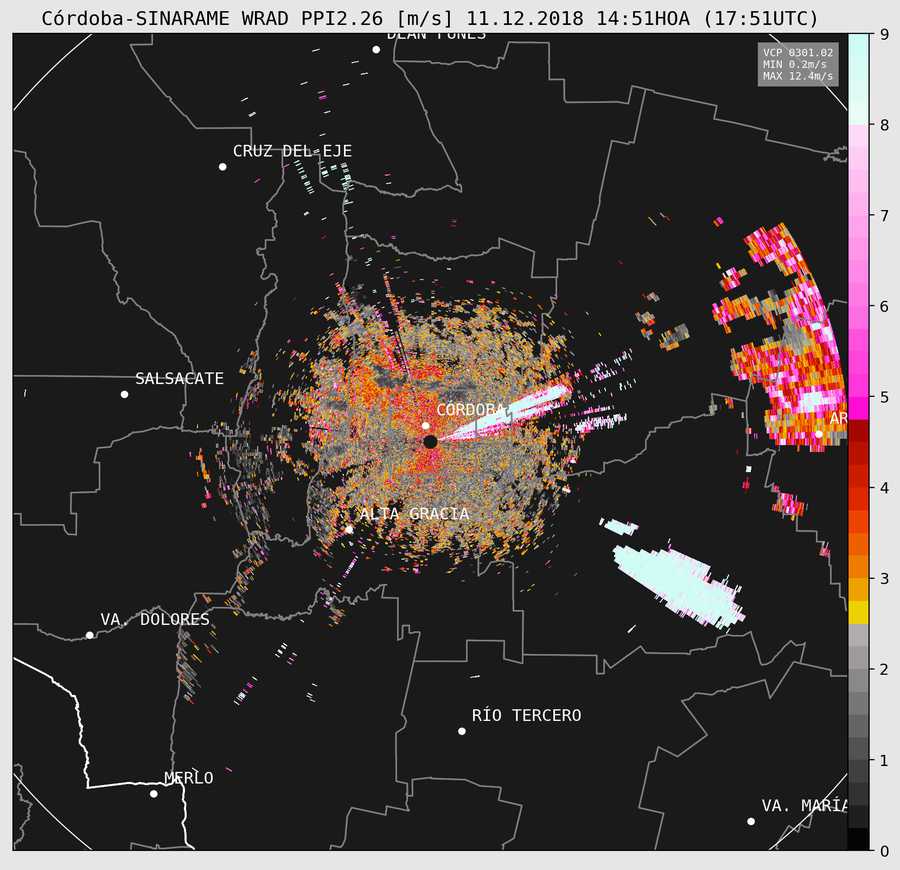 Córdoba-SINARAME WRAD PPI2.26 [m/s] 11.12.2018 14:51HOA (17:51UTC)
DEAN FUNES
VCP 0301.02
MIN 0.2m/s
MAX 12.4m/s
CRUZ DEL EJE
SALSACATE
CORDOBA
AR
ALTA GRACIA
VA. DOLORES
RÍO TERCERO
MERLO
VA. MARÍA
9
8
7
6
5
4
3
2
1
0